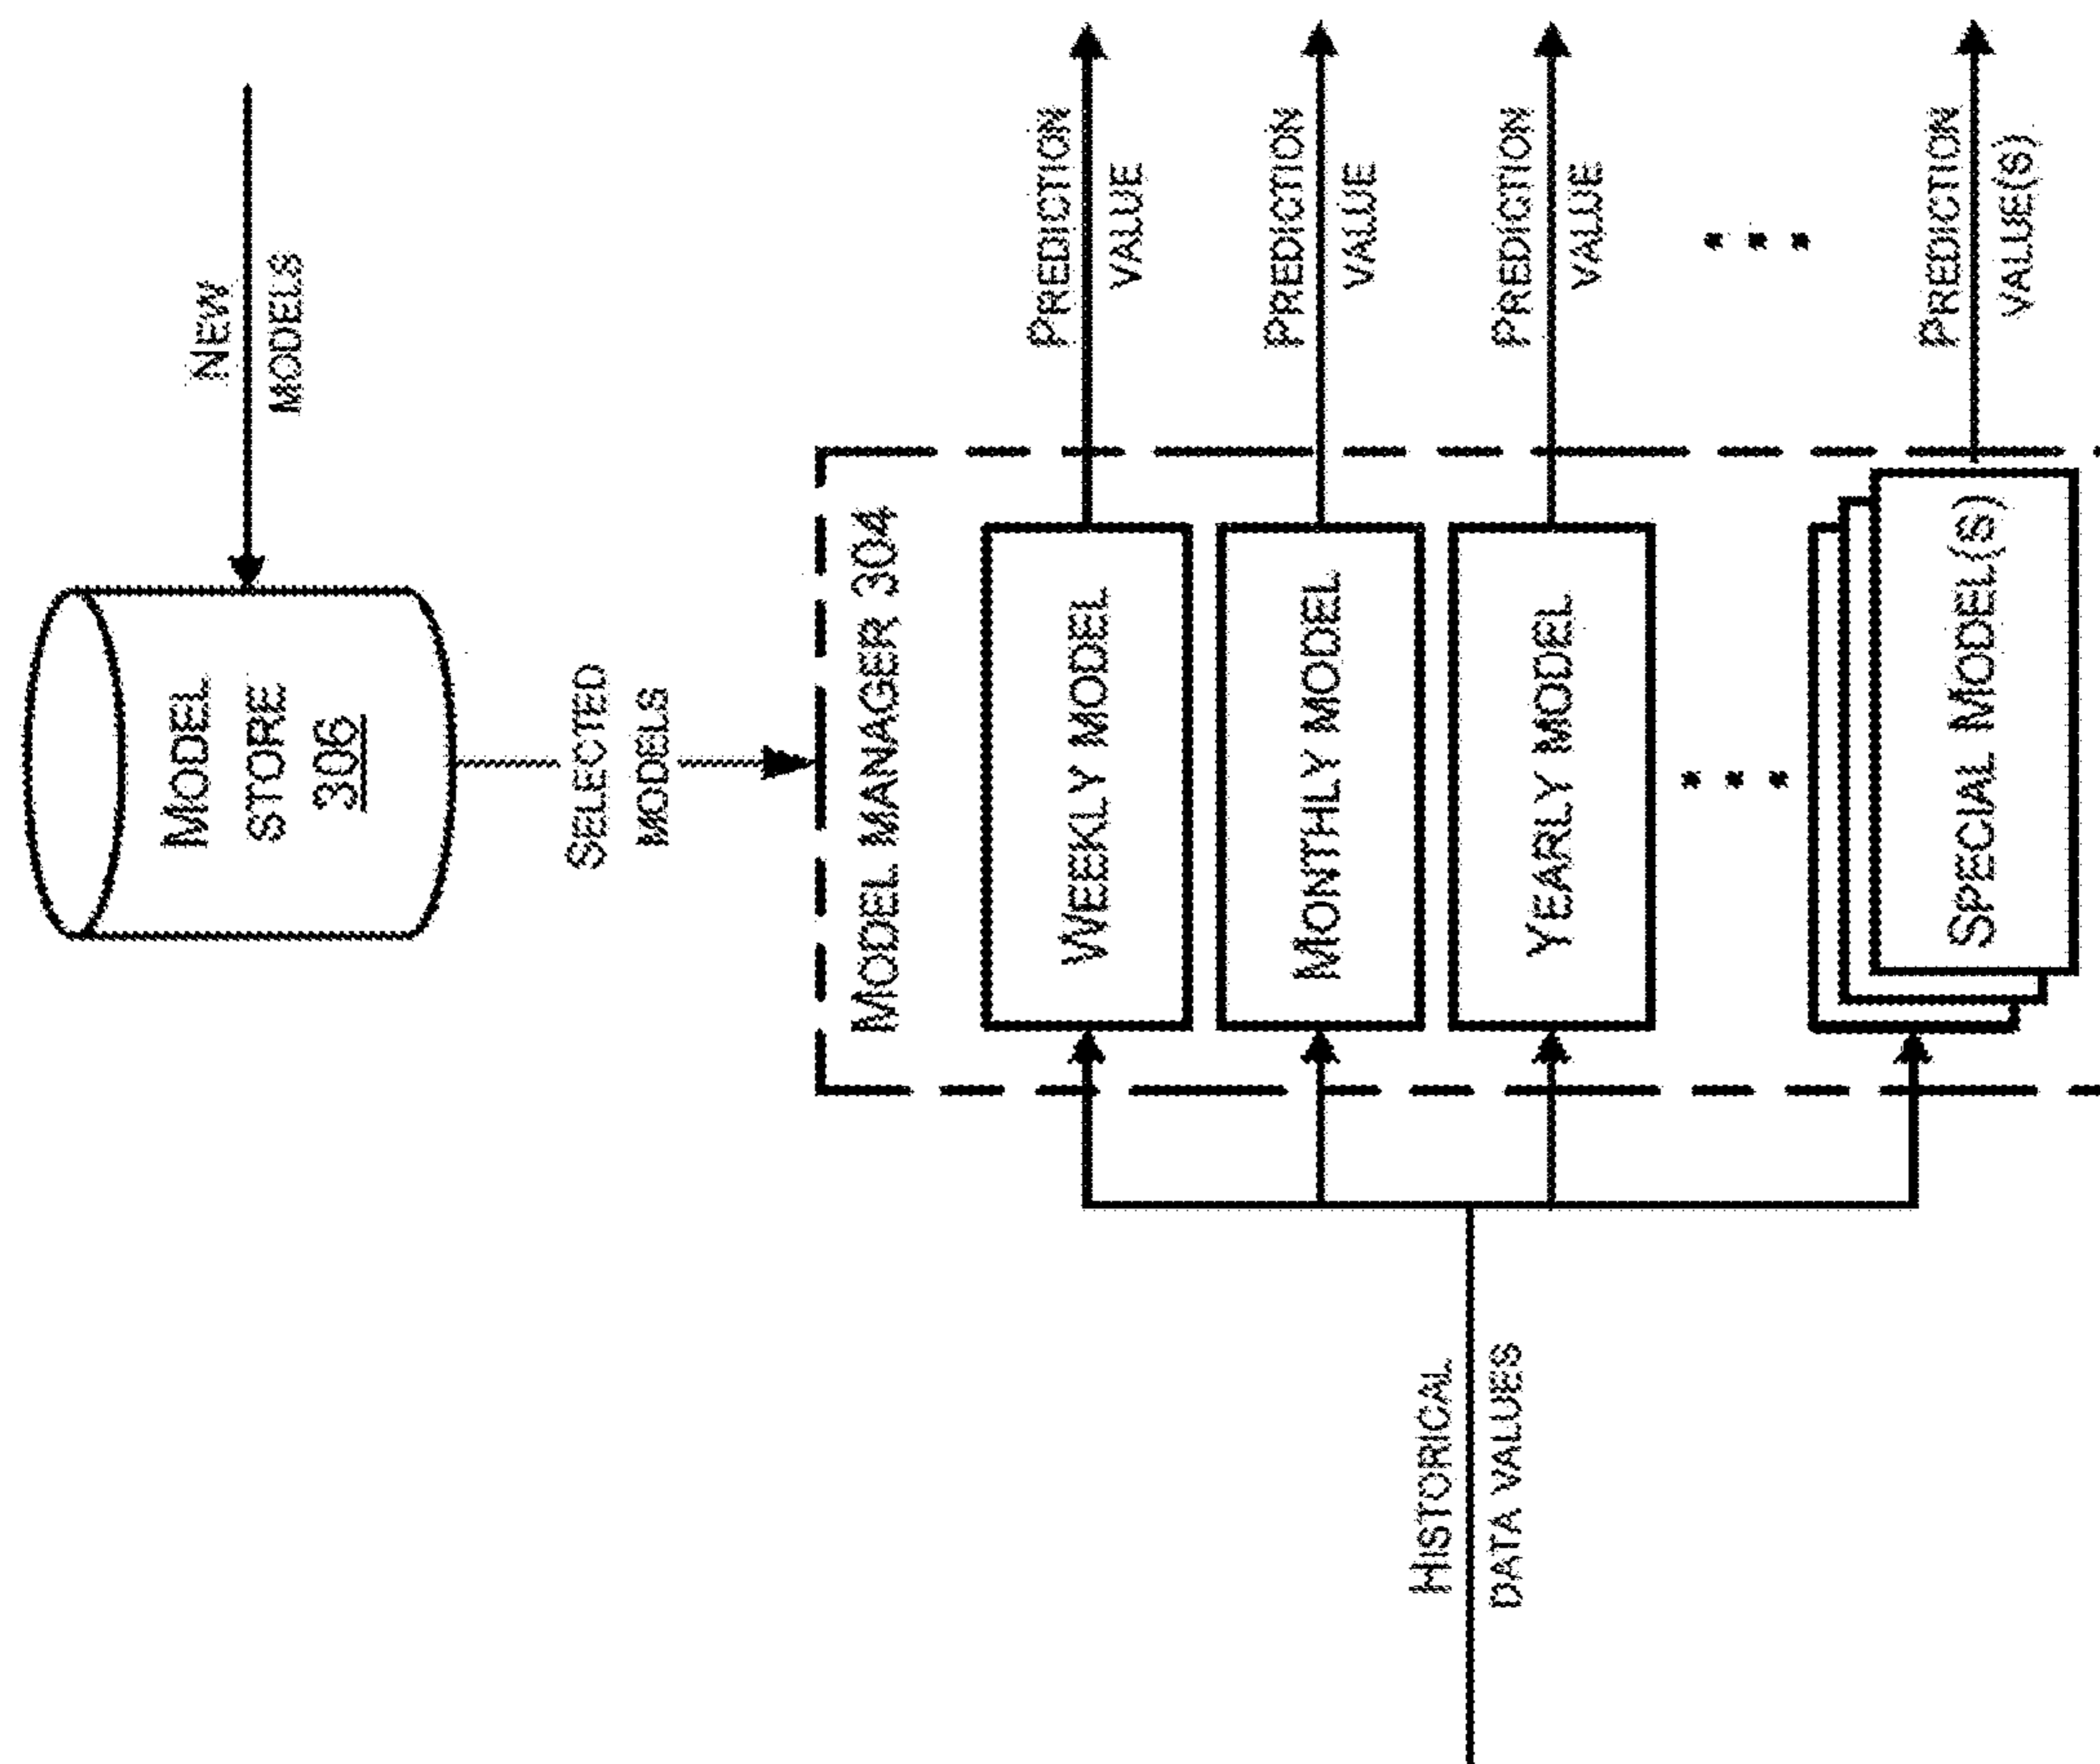 NEW
MODELS
MODEL
STORE
306
SELECTED
MODELS
MODEL MANAGER 304
WEEKLY MODEL
PREDICTION
VALUE
MONTHLY MODEL
PREDICTION
VALUE
YEARLY MODEL
PREDICTION
VALUE
SPECIAL MODEL(S)
PREDICTION
VALUE(S)
HISTORICAL
DATA VALUES